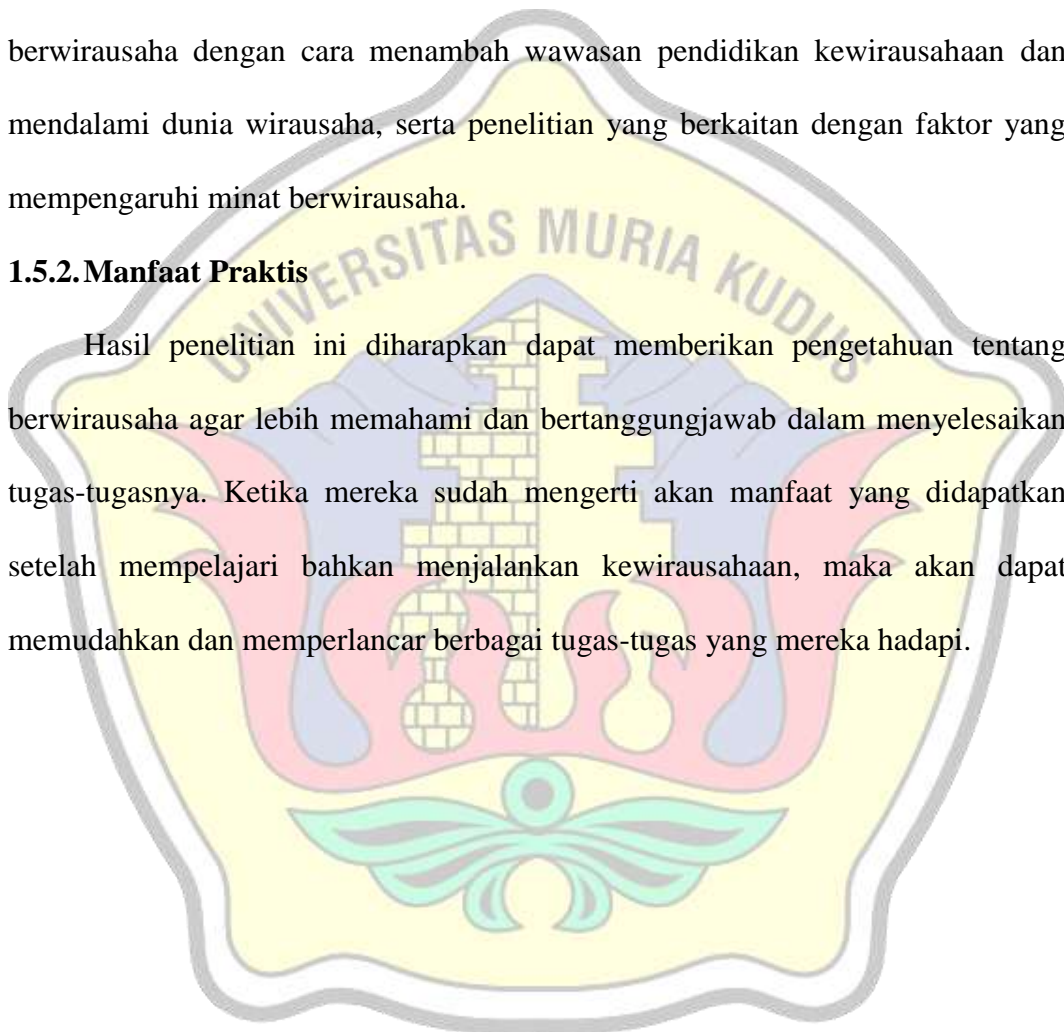 berwirausaha dengan cara menambah wawasan pendidikan kewirausahaan dan
mendalami dunia wirausaha, serta penelitian yang berkaitan dengan faktor yang
mempengaruhi minat berwirausaha.
UNIVERSITAS MURIA KUDUS
1.5.2. Manfaat Praktis
Hasil penelitian ini diharapkan dapat memberikan pengetahuan tentang
berwirausaha agar lebih memahami dan bertanggungjawab dalam menyelesaikan
tugas-tugasnya. Ketika mereka sudah mengerti akan manfaat yang didapatkan
setelah mempelajari bahkan menjalankan kewirausahaan, maka akan dapat
memudahkan dan memperlancar berbagai tugas-tugas yang mereka hadapi.